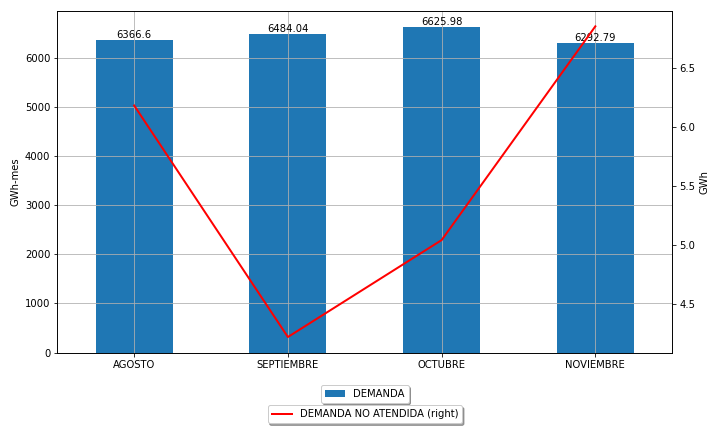 6366.6
6484.04
6625.98
6292.79
6000
5000
4000
3000
2000
1000
0
GWh-mes
6.5
6.0
5.5
5.0
4.5
GWh
AGOSTO
SEPTIEMBRE
OCTUBRE
NOVIEMBRE
DEMANDA
DEMANDA NO ATENDIDA (right)